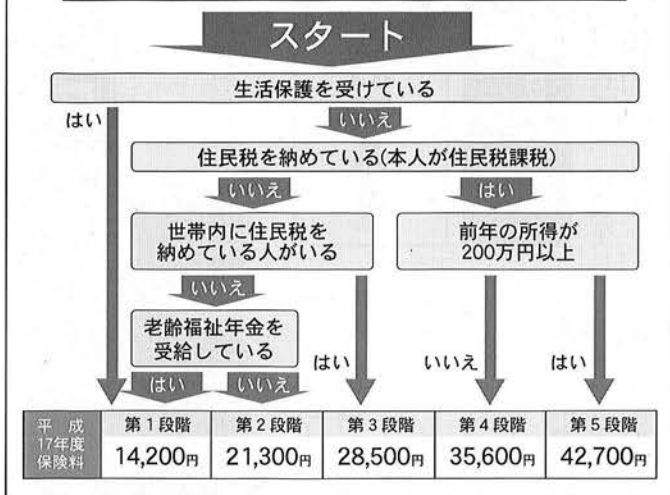 スタート
生活保護を受けている
はい
いいえ
住民税を納めている(本人が住民税課税)
いいえ
はい
世帯内に住民税を
納めている人がいる
前年の所得が
200万円以上
いいえ
老齢福祉年金を
受給している
はい
いいえ
はい
いいえ
はい
平成
17年度
保険料
第1段階
第2段階
第3段階
第4段階
第5段階
14,200円
21,300円
28,500円
35,600円
42,700円